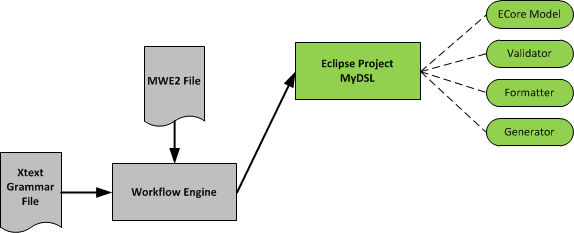 ECore Model
Validator
Formatter
Generator
Eclipse Project
MyDSL
MWE2 File
Workflow Engine
Xtext
Grammar
File